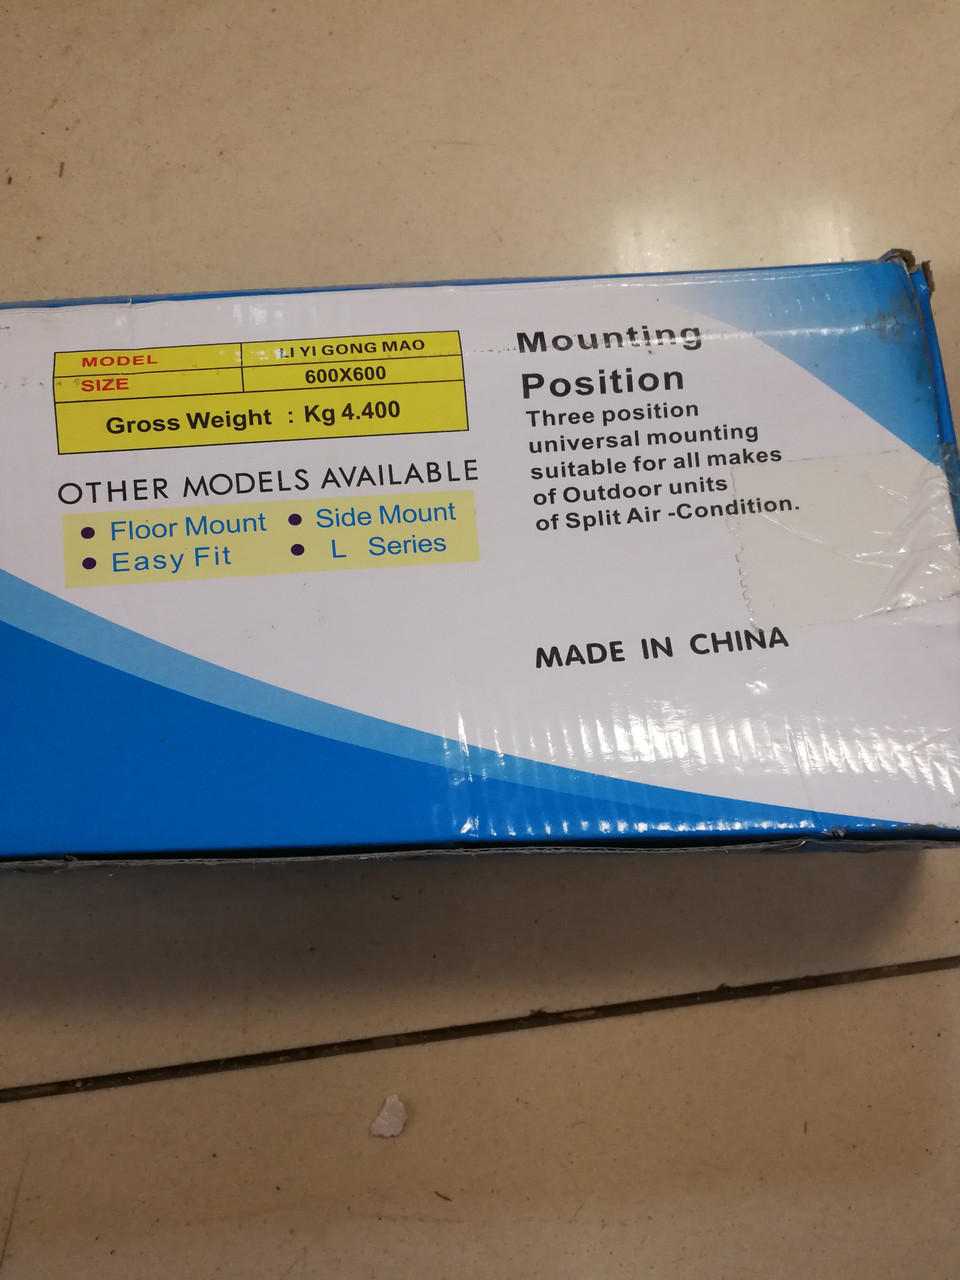 MODEL LI YI GONG MAO
SIZE 600X600
Gross Weight : Kg 4.400
OTHER MODELS AVAILABLE
● Floor Mount ● Side Mount
● Easy Fit ● L Series
Mounting
Position
Three position
universal mounting
suitable for all makes
of Outdoor units
of Split Air -Condition.
MADE IN CHINA